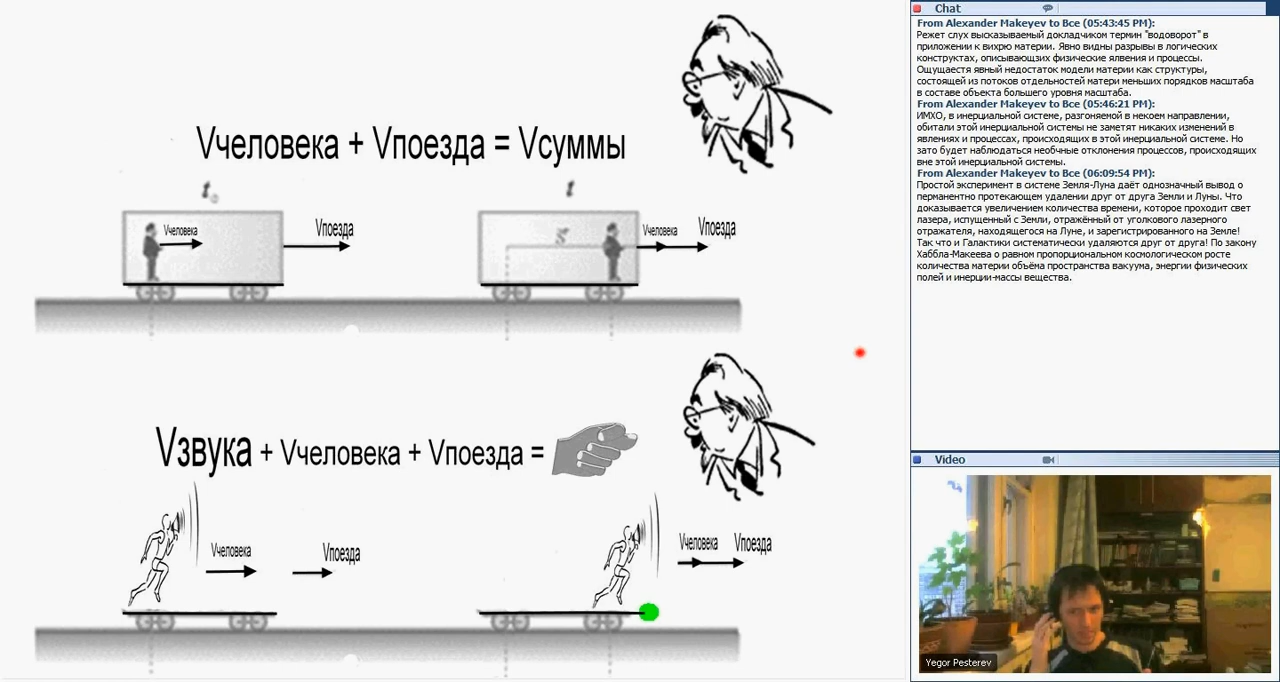 Vчеловека + Vпоезда = Vсуммы
t₀
t
Vчеловека
Vпоезда
S
Vчеловека
Vпоезда
Vзвука + Vчеловека + Vпоезда =
Vчеловека
Vпоезда
Vчеловека
Vпоезда
Chat
From Alexander Makeyev to Все (05:43:45 PM):
Режет слух высказываемый докладчиком термин "водоворот" в
приложении к вихрю материи. Явно видны разрывы в логических
конструктах, описывающзих физические ялвения и процессы.
Ощущаестя явный недостаток модели материи как структуры,
состоящей из потоков отдельностей матери меньших порядков масштаба
в составе объекта большего уровня масштаба.
From Alexander Makeyev to Все (05:46:21 PM):
ИМХО, в инерциальной системе, разгоняемой в некоем направлении,
обитали этой инерциальной системы не заметят никаких изменений в
явлениях и процессах, происходящих в этой инерциальной системе. Но
зато будет наблюдаться необчные отклонения процессов, происходящих
вне этой инерциальной системы.
From Alexander Makeyev to Все (06:09:54 PM):
Простой эксперимент в системе Земля-Луна даёт однозначный вывод о
перманентно протекающем удалении друг от друга Земли и Луны. Что
доказывается увеличением количества времени, которое проходит свет
лазера, испущенный с Земли, отражённый от уголкового лазерного
отражателя, находящегося на Луне, и зарегистрированного на Земле!
Так что и Галактики систематически удаляются друг от друга! По закону
Хаббла-Макеева о равном пропорциональном космологическом росте
количества материи объёма пространства вакуума, энергии физических
полей и инерции-массы вещества.
Video
Yegor Pesterev